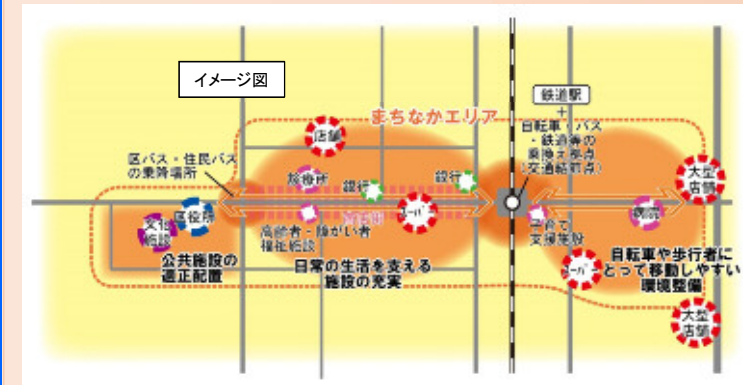 イメージ図
鉄道駅
＋
自転車・バス
・鉄道等の
乗換え拠点
(交通結節点)
まちなかエリア
店舗
区バス・住民バス
の乗降場所
診療所
銀行
銀行
大型
店舗
文化
施設
区役所
高齢者・障がい者
福祉施設
スーパー
子育て
支援施設
病院
公共施設の
適正配置
日常の生活を支える
施設の充実
スーパー
自転車や歩行者に
とって移動しやすい
環境整備
大型
店舗